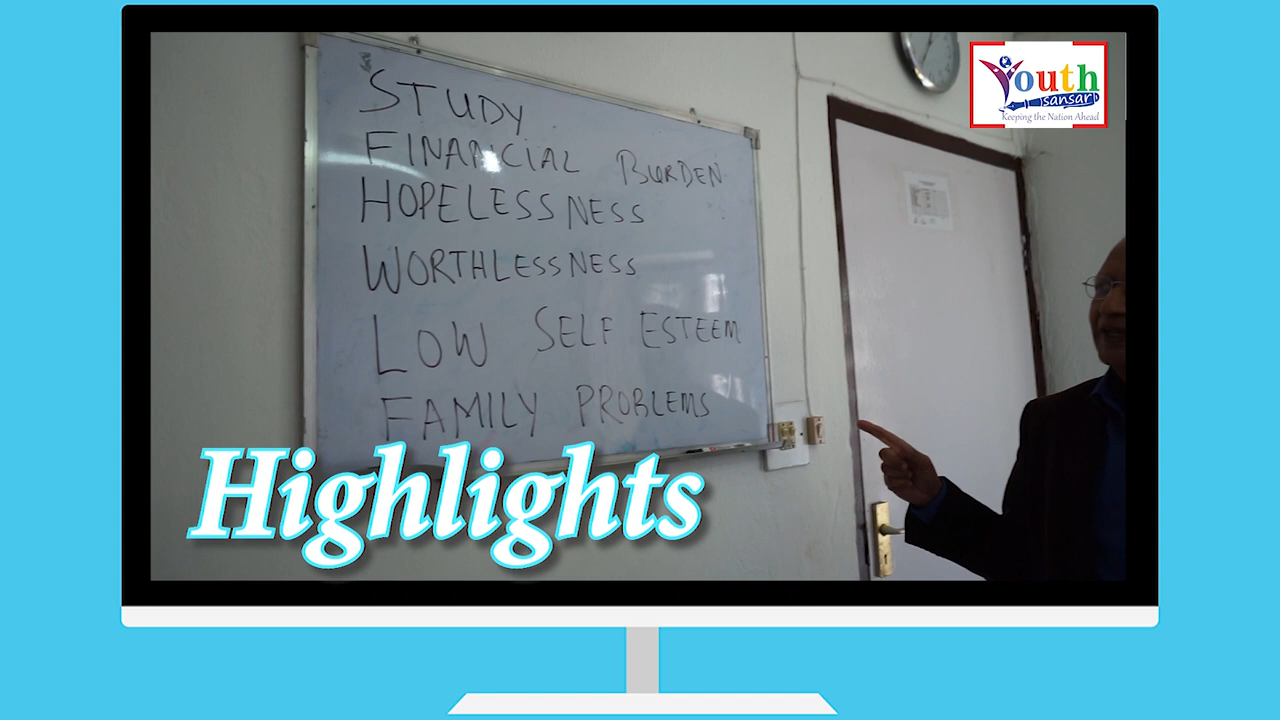 STUDY
FINANCIAL BURDEN
HOPELESSNESS
WORTHLESSNESS
LOW SELF ESTEEM
FAMILY PROBLEMS
Highlights
Youth
sansar
Keeping the Nation Ahead